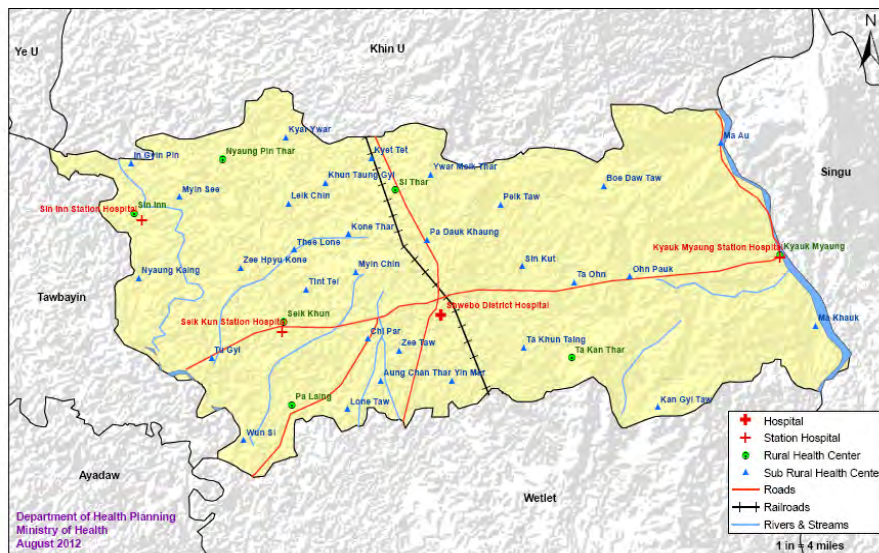 N
Ye U
Khin U
Singu
Tawbayin
Ayadaw
Wetlet
Kyar Ywar
Nyaung Pin Thar
Kyet Tet
In Gyin Pin
Ywar Meik Thar
Ma Au
Khun Taung Gyi
Si Thar
Boe Daw Taw
Myin See
Leik Chin
Peik Taw
Sin Inn
Sin Inn Station Hospital
Kone Thar
Pa Dauk Khaung
Thee Lone
Kyauk Myaung Station Hospital
Kyauk Myaung
Zee Hpyu Kone
Myin Chin
Sin Kut
Nyaung Kaing
Ta Ohn
Ohn Pauk
Tint Tei
Shwebo District Hospital
Seik Khun
Seik Kun Station Hospital
Ma Khauk
Chi Par
Zee Taw
Ta Khun Taing
Tu Gyi
Ta Kan Thar
Aung Chan Thar
Yin Mar
Pa Laing
Lone Taw
Kan Gyi Taw
Wun Si
Hospital
Station Hospital
Rural Health Center
Sub Rural Health Center
Roads
Railroads
Rivers & Streams
1 in = 4 miles
Department of Health Planning
Ministry of Health
August 2012